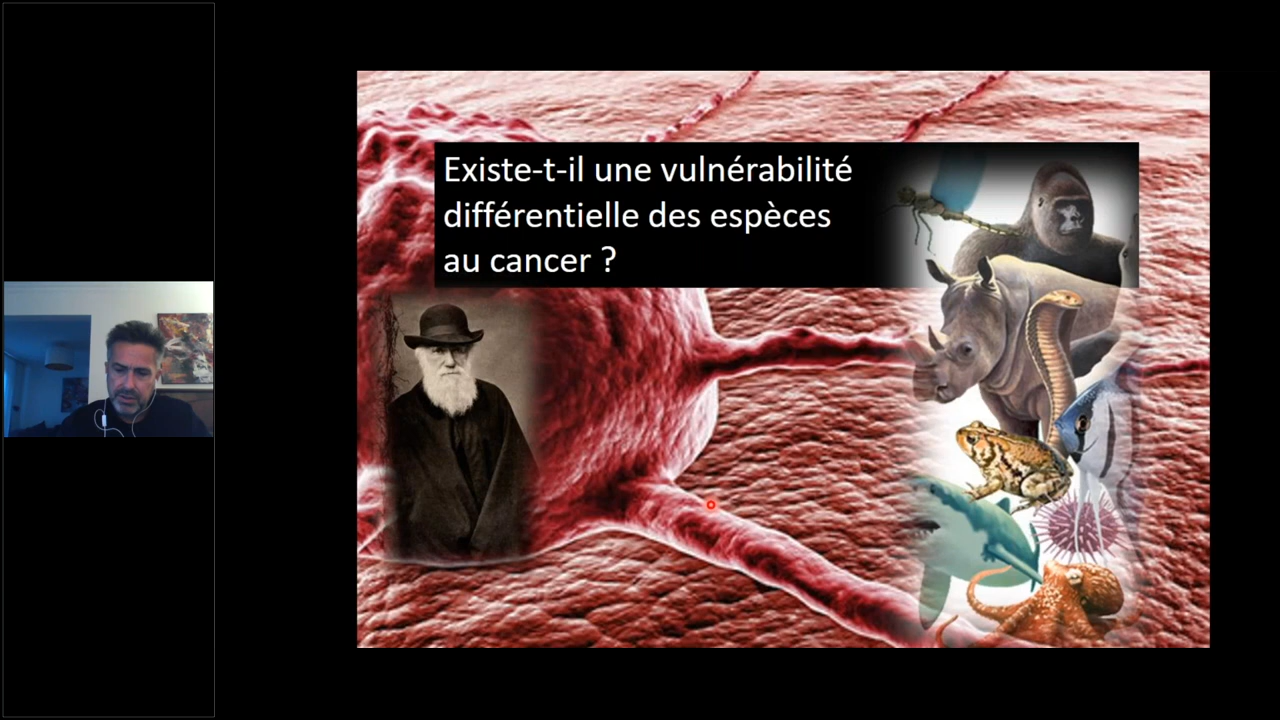 Existe-t-il une vulnérabilité
différentielle des espèces
au cancer ?